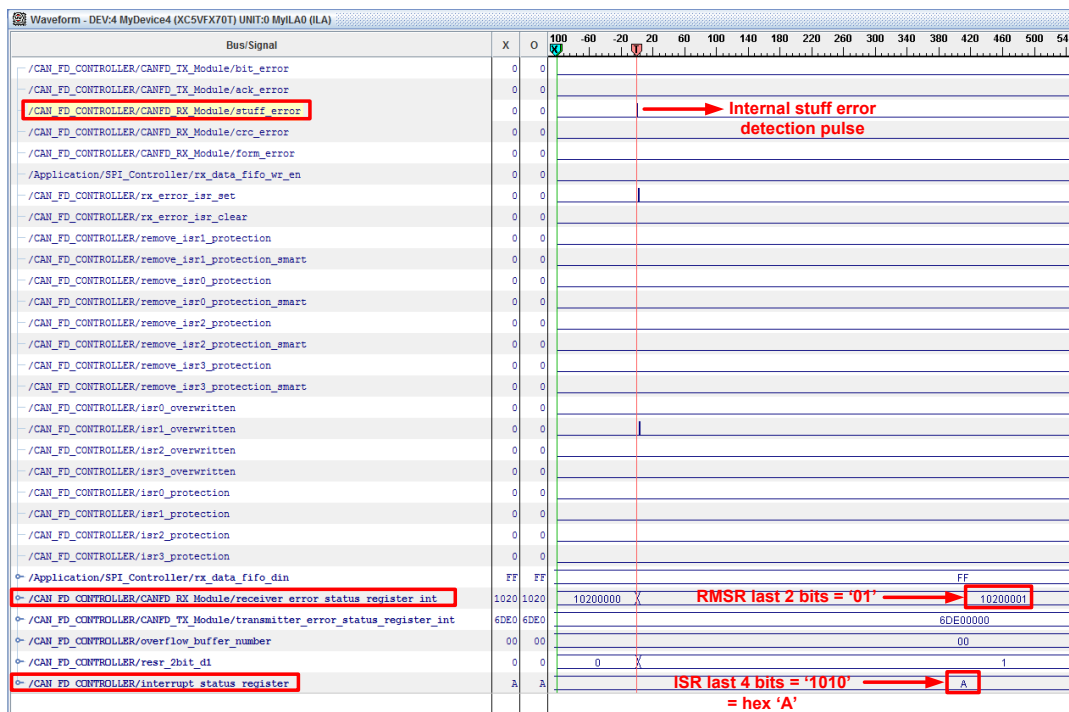 Waveform - DEV:4 MyDevice4 (XC5VFX70T) UNIT:0 MyILA0 (ILA)
Bus/Signal X O 100 -60 -20 20 60 100 140 180 220 260 300 340 380 420 460 500 54
X T
/CAN_FD_CONTROLLER/CANFD_TX_Module/bit_error 0 0
/CAN_FD_CONTROLLER/CANFD_TX_Module/ack_error 0 0
/CAN_FD_CONTROLLER/CANFD_RX_Module/stuff_error 0 0 Internal stuff error
detection pulse
/CAN_FD_CONTROLLER/CANFD_RX_Module/crc_error 0 0
/CAN_FD_CONTROLLER/CANFD_RX_Module/form_error 0 0
/Application/SPI_Controller/rx_data_fifo_wr_en 0 0
/CAN_FD_CONTROLLER/rx_error_isr_set 0 0
/CAN_FD_CONTROLLER/rx_error_isr_clear 0 0
/CAN_FD_CONTROLLER/remove_isr1_protection 0 0
/CAN_FD_CONTROLLER/remove_isr1_protection_smart 0 0
/CAN_FD_CONTROLLER/remove_isr0_protection 0 0
/CAN_FD_CONTROLLER/remove_isr0_protection_smart 0 0
/CAN_FD_CONTROLLER/remove_isr2_protection 0 0
/CAN_FD_CONTROLLER/remove_isr2_protection_smart 0 0
/CAN_FD_CONTROLLER/remove_isr3_protection 0 0
/CAN_FD_CONTROLLER/remove_isr3_protection_smart 0 0
/CAN_FD_CONTROLLER/isr0_overwritten 0 0
/CAN_FD_CONTROLLER/isr1_overwritten 0 0
/CAN_FD_CONTROLLER/isr2_overwritten 0 0
/CAN_FD_CONTROLLER/isr3_overwritten 0 0
/CAN_FD_CONTROLLER/isr0_protection 0 0
/CAN_FD_CONTROLLER/isr1_protection 0 0
/CAN_FD_CONTROLLER/isr2_protection 0 0
/CAN_FD_CONTROLLER/isr3_protection 0 0
/Application/SPI_Controller/rx_data_fifo_din FF FF FF
/CAN_FD_CONTROLLER/CANFD_RX_Module/receiver_error_status_register_int 1020 1020 10200000 RMSR last 2 bits = '01' 10200001
/CAN_FD_CONTROLLER/CANFD_TX_Module/transmitter_error_status_register_int 6DE0 6DE0 6DE00000
/CAN_FD_CONTROLLER/overflow_buffer_number 00 00 00
/CAN_FD_CONTROLLER/resr_2bit_d1 0 0 0 1
/CAN_FD_CONTROLLER/interrupt_status_register A A ISR last 4 bits = '1010' A
= hex 'A'